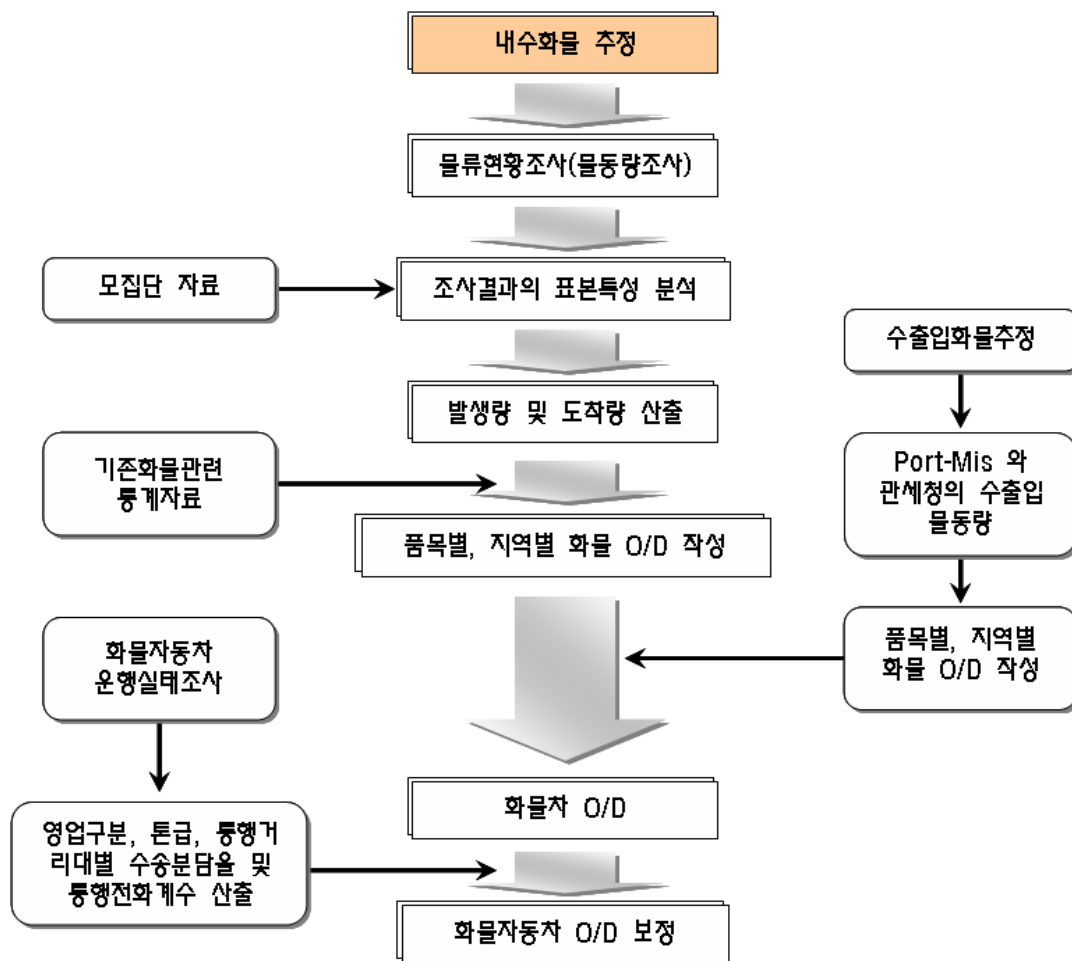 내수화물 추정
물류현황조사(물동량조사)
모집단 자료
조사결과의 표본특성 분석
수출입화물추정
발생량 및 도착량 산출
기존화물관련
통계자료
Port-Mis 와
관세청의 수출입
물동량
품목별, 지역별 화물 O/D 작성
화물자동차
운행실태조사
품목별, 지역별
화물 O/D 작성
화물차 O/D
영업구분, 톤급, 통행거
리대별 수송분담율 및
통행전화계수 산출
화물자동차 O/D 보정